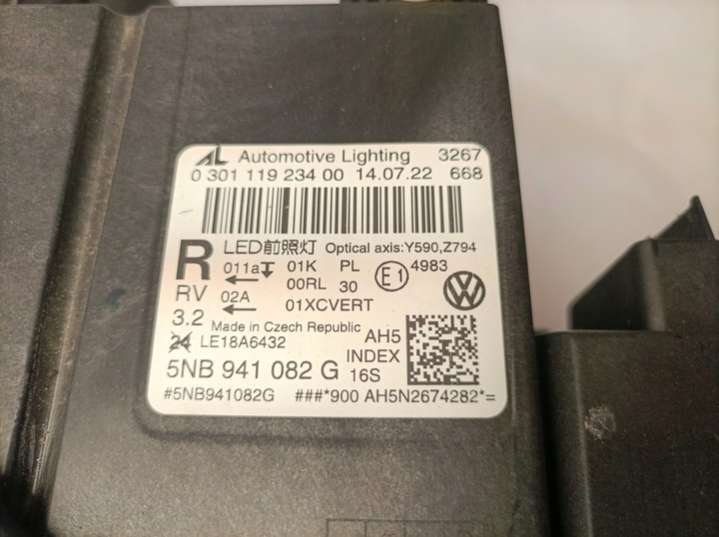 AL Automotive Lighting 3267
0 301 119 234 00 14.07.22 668
R LED前照灯 Optical axis:Y590,Z794
011a 01K PL E1 4983
00RL 30
RV 02A 01XCVERT
3.2 Made in Czech Republic
24 LE18A6432 AH5
INDEX
5NB 941 082 G 16S
#5NB941082G ###*900 AH5N2674282*=